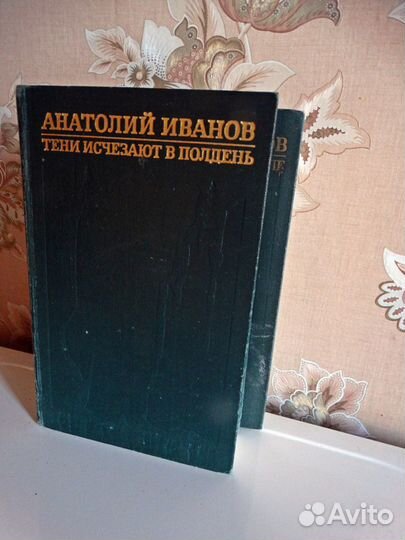 АНАТОЛИЙ ИВАНОВ
ТЕНИ ИСЧЕЗАЮТ В ПОЛДЕНЬ
В
Avito